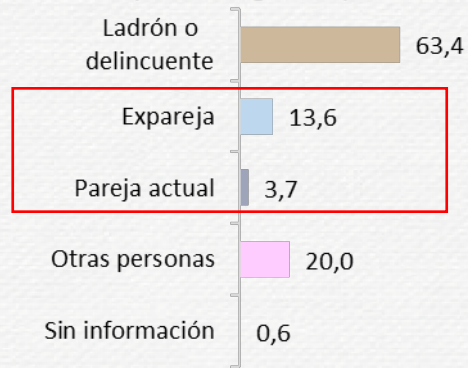 Ladrón o
delincuente
63,4
Expareja
13,6
Pareja actual
3,7
Otras personas
20,0
Sin información
0,6